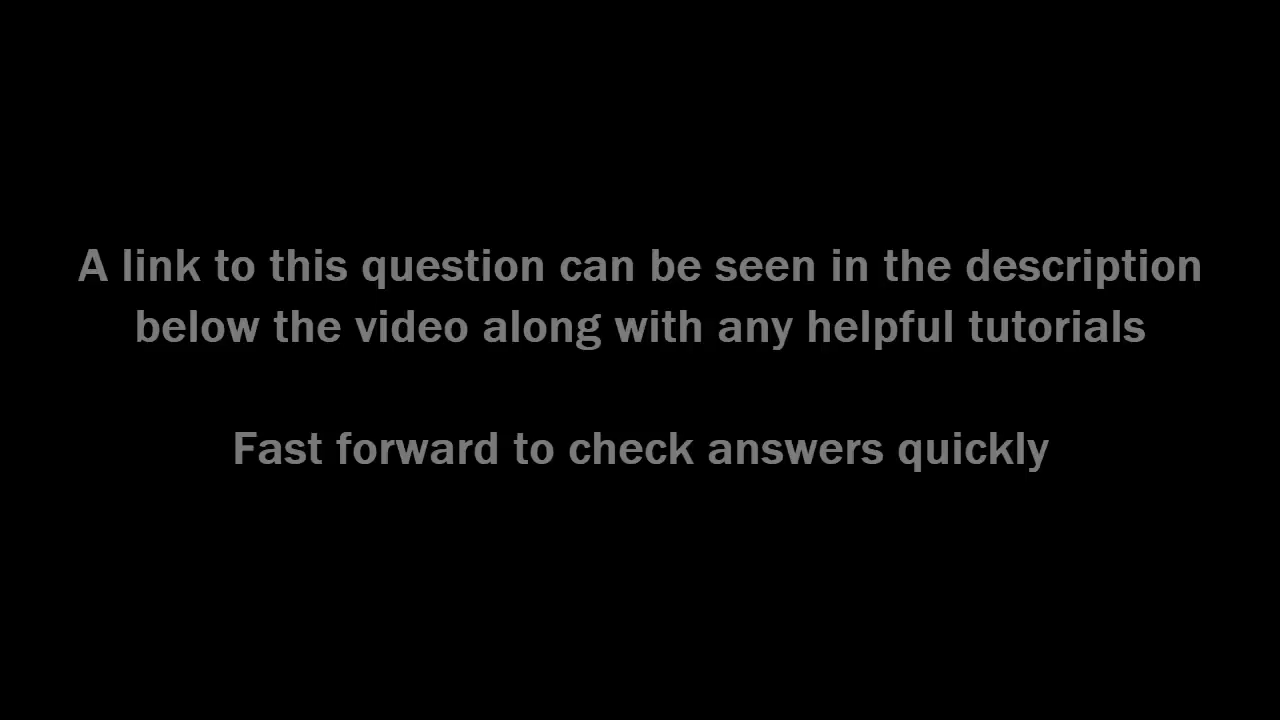 A link to this question can be seen in the description
below the video along with any helpful tutorials
Fast forward to check answers quickly